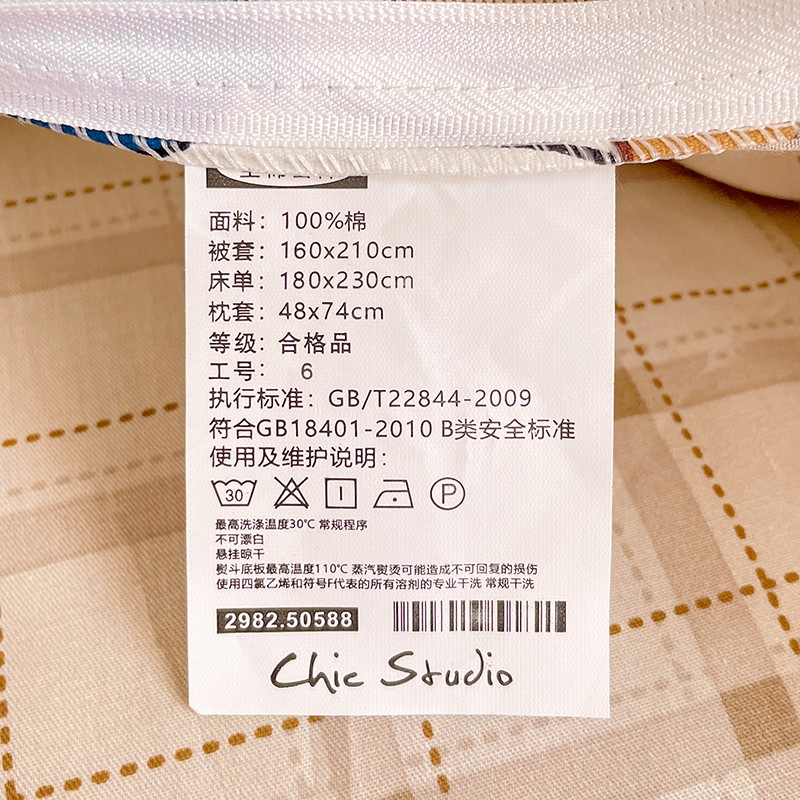 面料：100%棉
被套：160x210cm
床单：180x230cm
枕套：48x74cm
等级：合格品
工号： 6
执行标准：GB/T22844-2009
符合GB18401-2010 B类安全标准
使用及维护说明：
30 P
最高洗涤温度30℃ 常规程序
不可漂白
悬挂晾干
熨斗底板最高温度110℃ 蒸汽熨烫可能造成不可回复的损伤
使用四氯乙烯和符号F代表的所有溶剂的专业干洗 常规干洗
2982.50588
Chic Studio